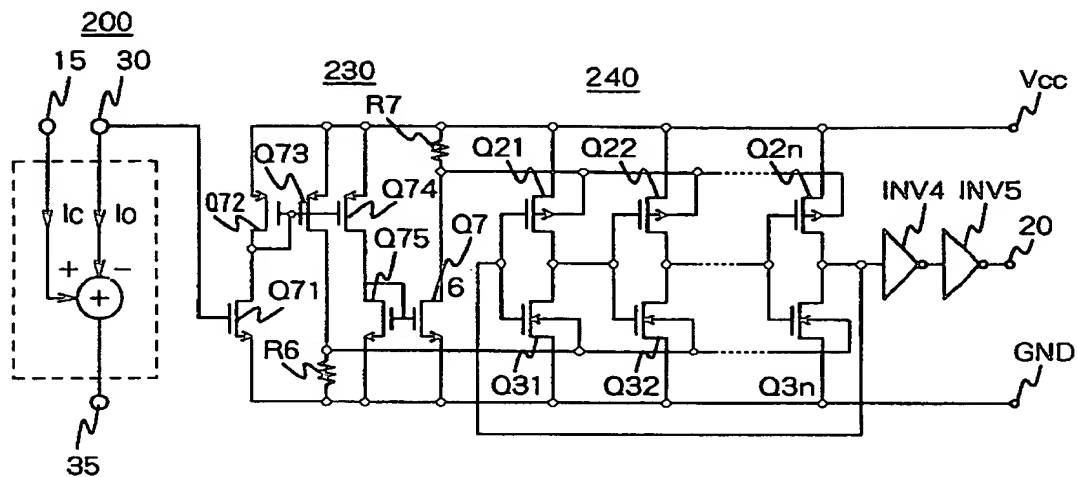 200
15
30
230
240
Vcc
R7
Q73
Q21
Q22
Q2n
INV4
INV5
Q72
Q74
20
Ic
Io
Q75
Q7
6
+
−
+
Q71
R6
GND
Q31
Q32
Q3n
35